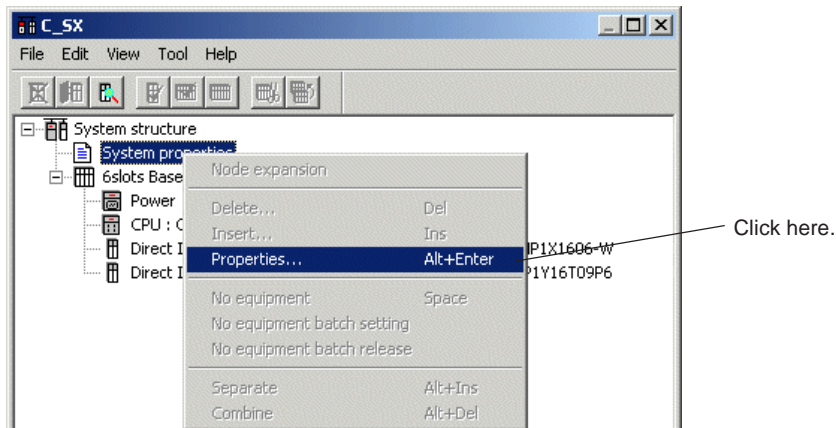 C_SX
File Edit View Tool Help
System structure
System properties
6slots Base
Power
CPU : C
Direct I P1X1606-W
Direct I P1Y16T09P6
Node expansion
Delete... Del
Insert... Ins
Properties... Alt+Enter
No equipment Space
No equipment batch setting
No equipment batch release
Separate Alt+Ins
Combine Alt+Del
Click here.